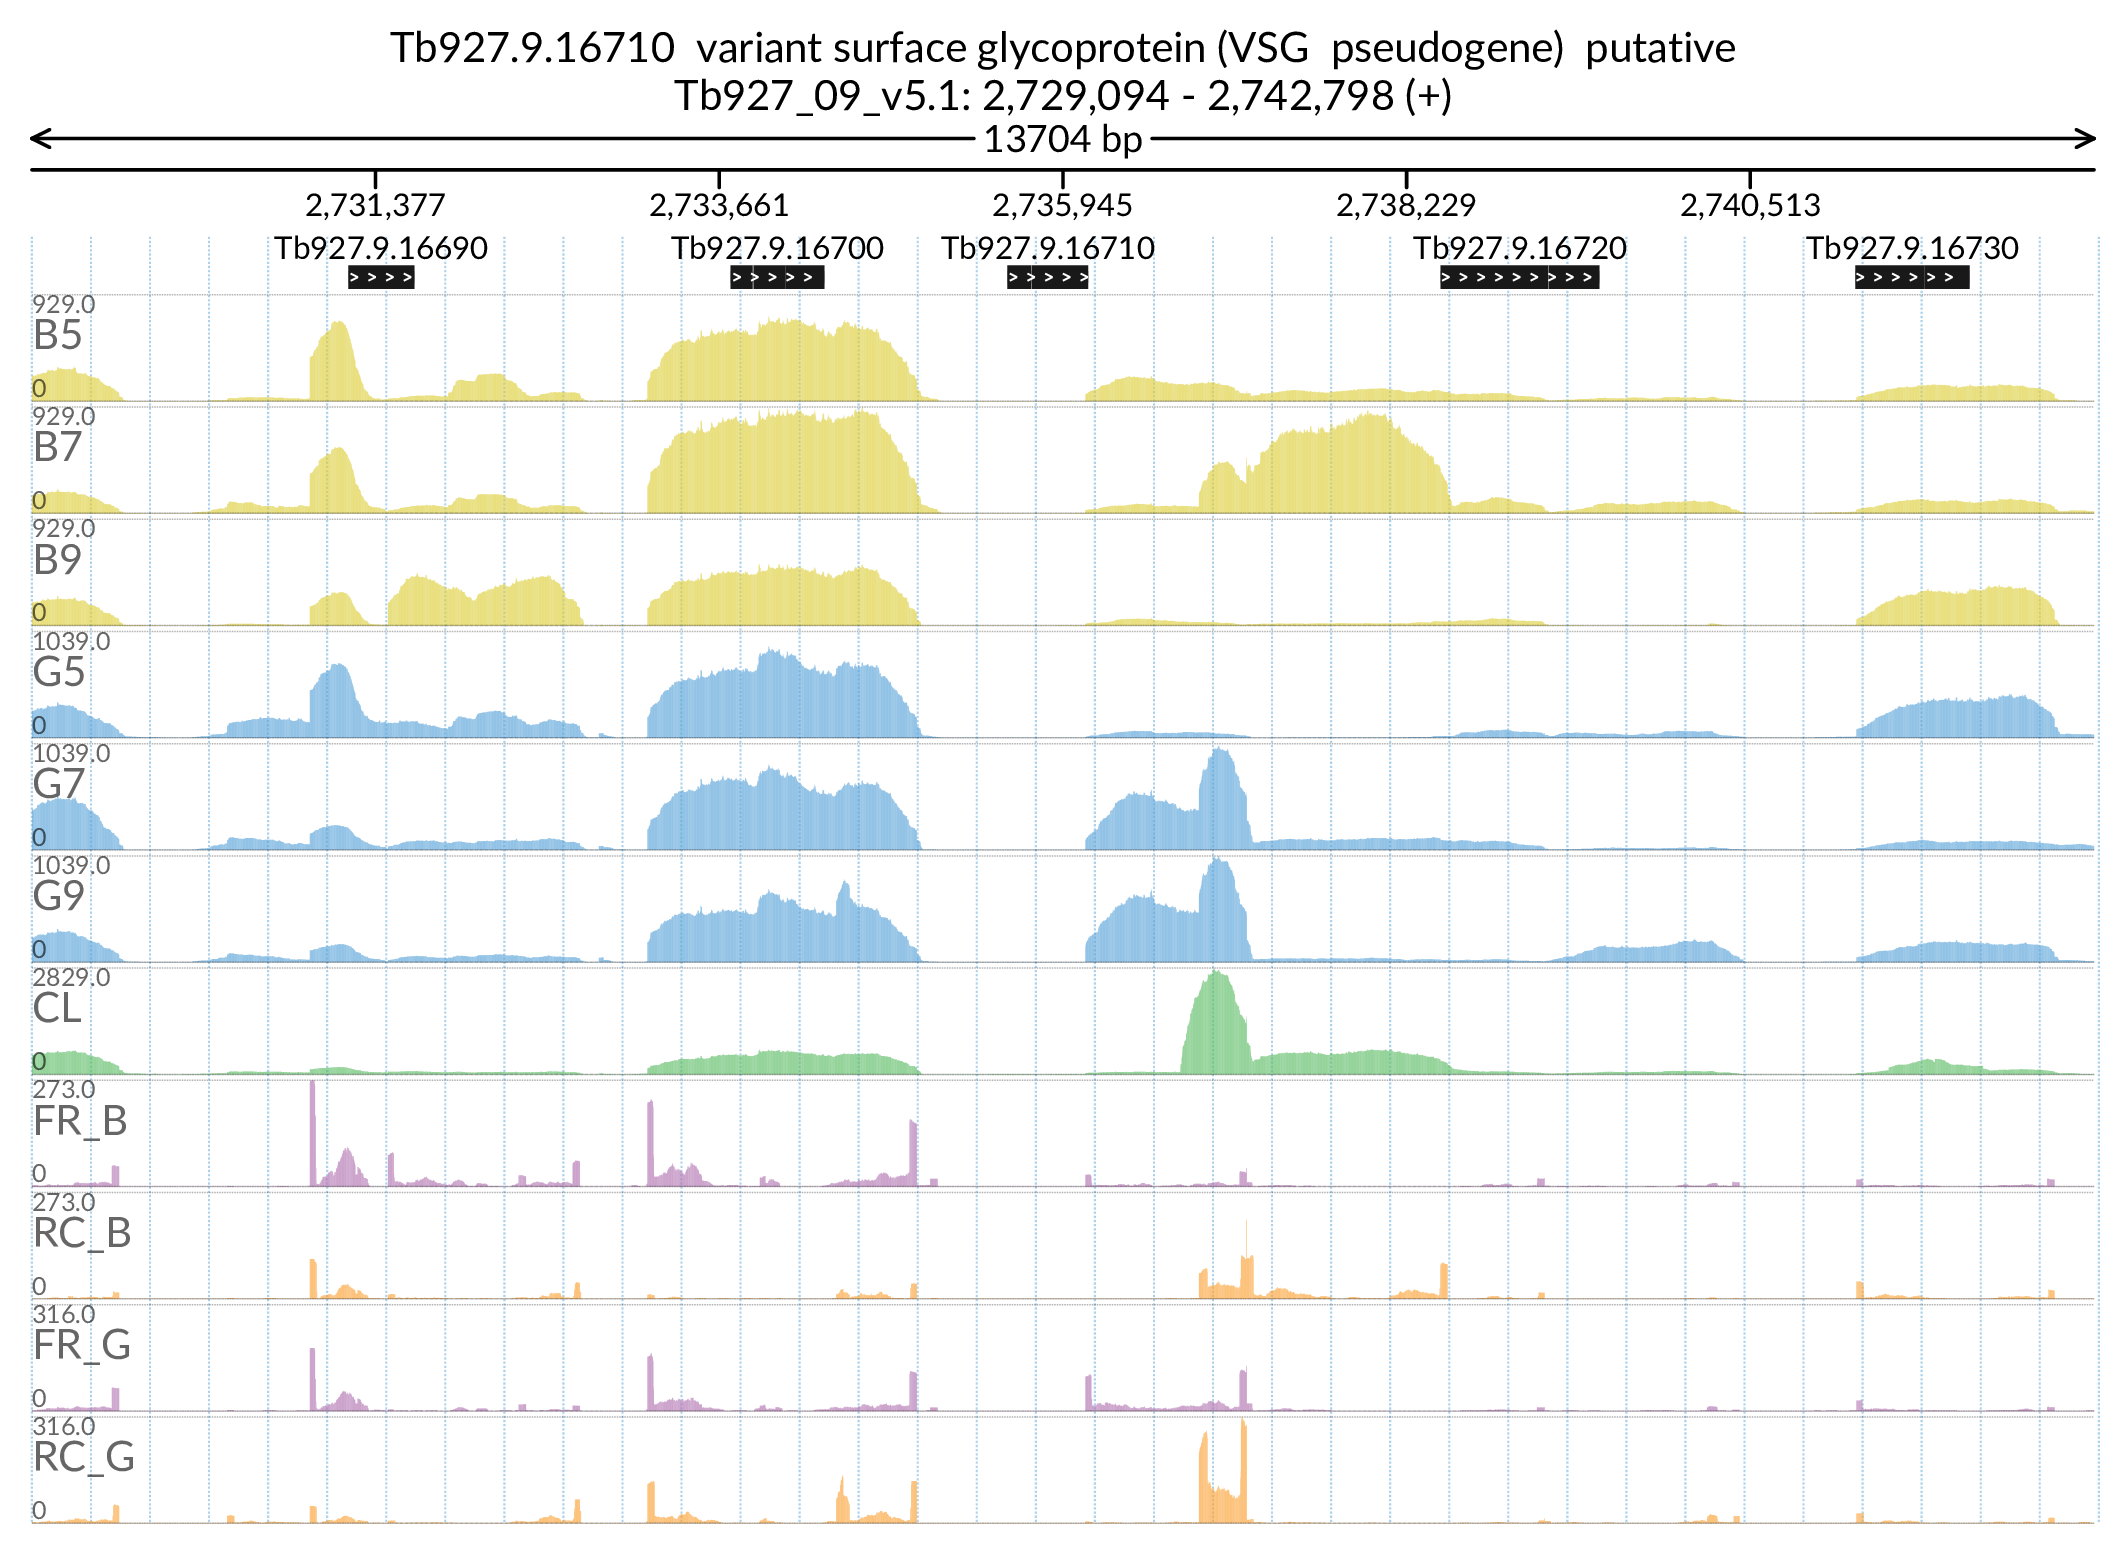 Tb927.9.16710  variant surface glycoprotein (VSG  pseudogene)  putative
Tb927_09_v5.1: 2,729,094 - 2,742,798 (+)
13704 bp
2,731,377 2,733,661 2,735,945 2,738,229 2,740,513
Tb927.9.16690 Tb927.9.16700 Tb927.9.16710 Tb927.9.16720 Tb927.9.16730
929.0
B5
0
929.0
B7
0
929.0
B9
0
1039.0
G5
0
1039.0
G7
0
1039.0
G9
0
2829.0
CL
0
273.0
FR_B
0
273.0
RC_B
0
316.0
FR_G
0
316.0
RC_G
0